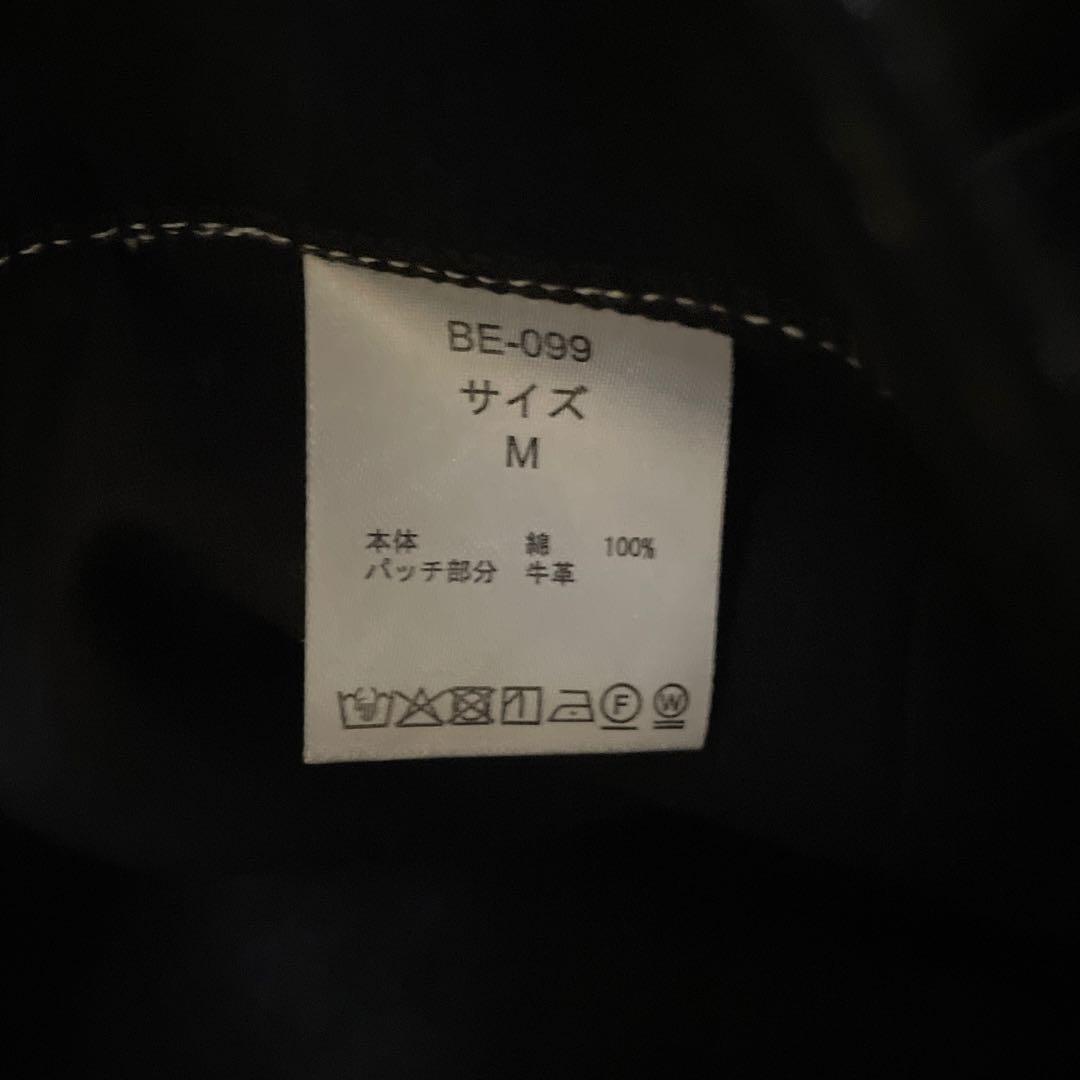 BE-099
サイズ
M
本体 綿 100%
パッチ部分 牛革
F W